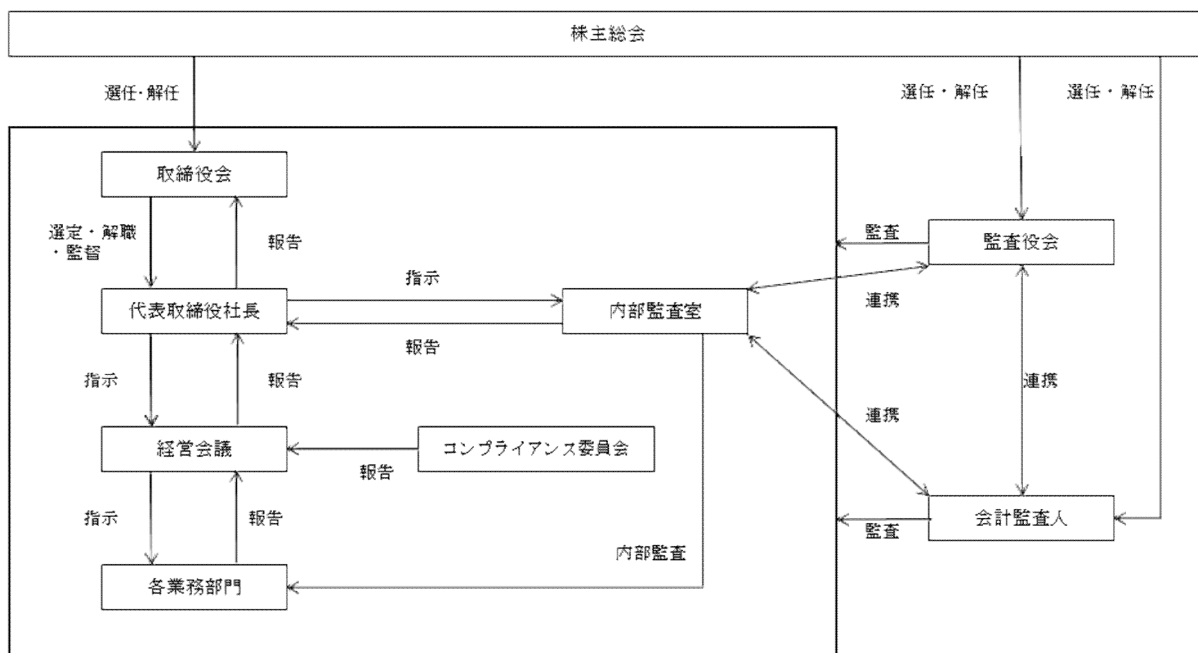 株主総会
選任・解任
選任・解任
選任・解任
取締役会
選定・解職
・監督
報告
監査
監査役会
指示
代表取締役社長
内部監査室
連携
報告
指示
報告
連携
連携
経営会議
コンプライアンス委員会
報告
指示
報告
会計監査人
監査
内部監査
各業務部門